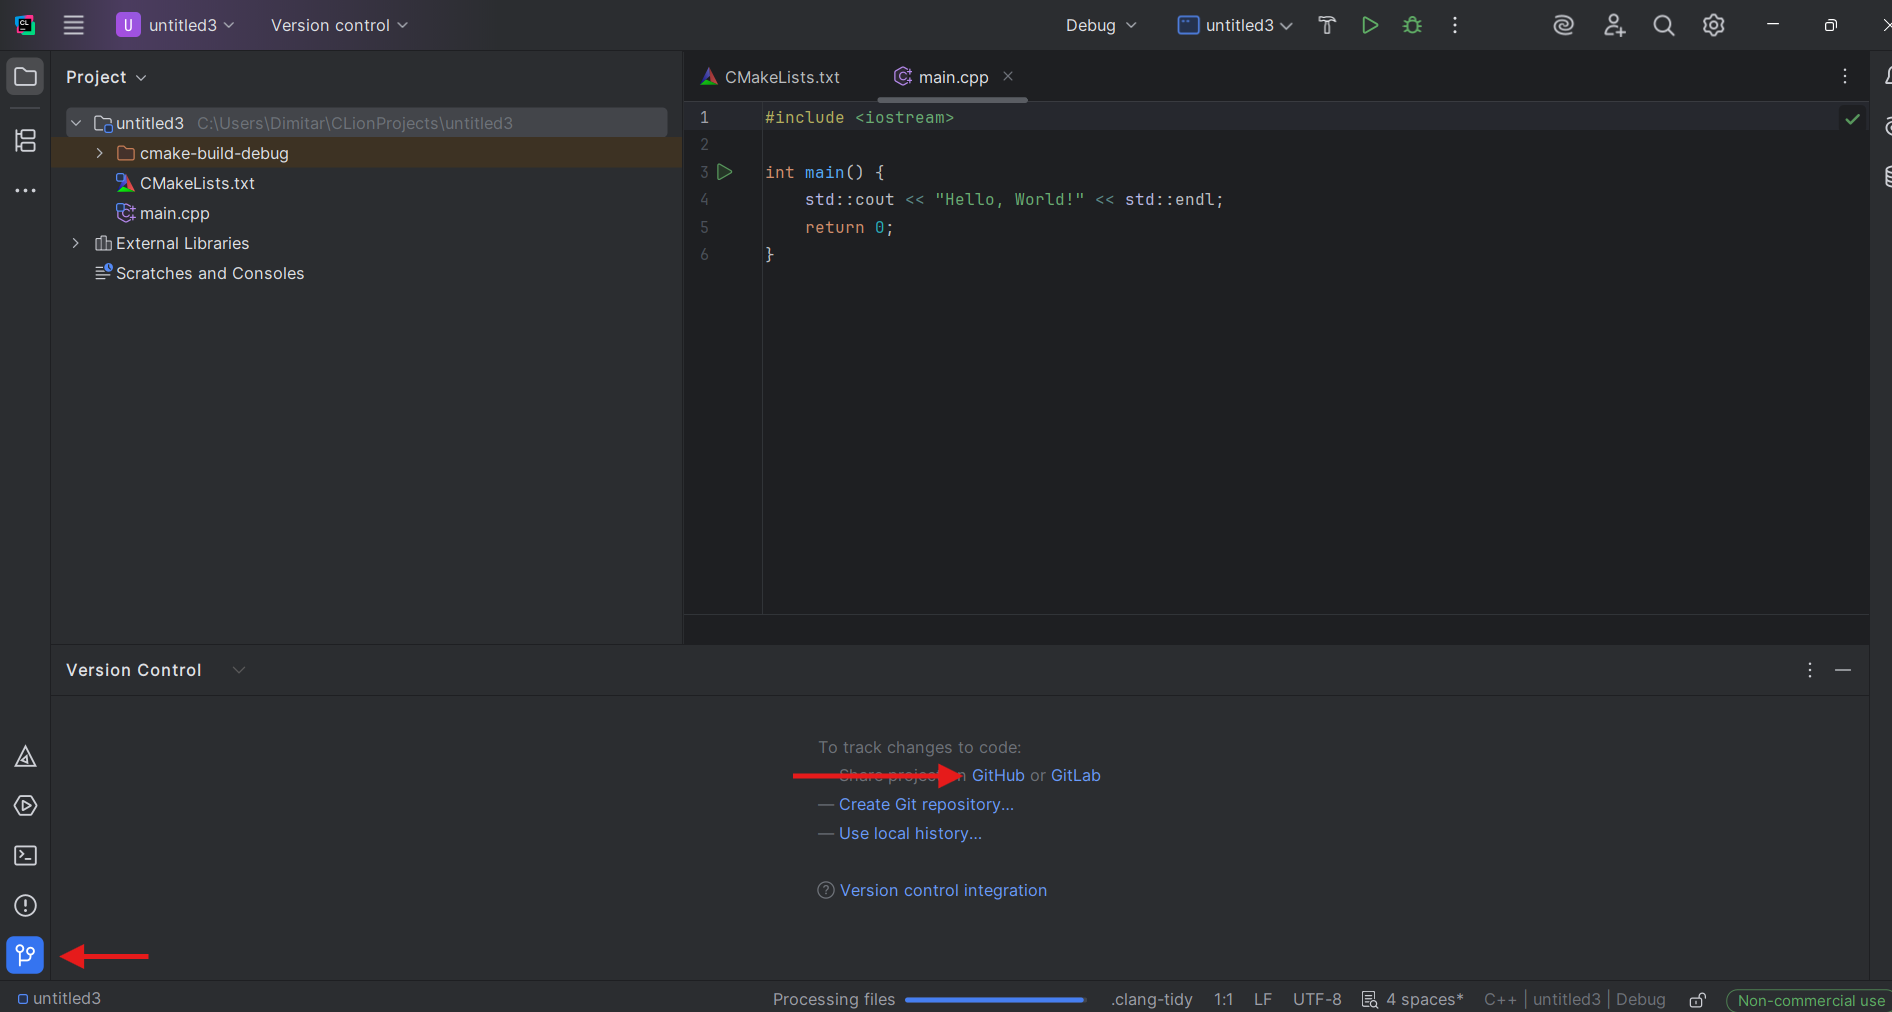 CL
U untitled3
Version control
Debug
untitled3
Project
CMakeLists.txt
main.cpp
untitled3 C:\Users\Dimitar\CLionProjects\untitled3
cmake-build-debug
CMakeLists.txt
main.cpp
External Libraries
Scratches and Consoles
1 #include <iostream>
2
3 int main() {
4 std::cout << "Hello, World!" << std::endl;
5 return 0;
6 }
Version Control
To track changes to code:
Share project on GitHub or GitLab
— Create Git repository...
— Use local history...
? Version control integration
untitled3
Processing files
.clang-tidy 1:1 LF UTF-8 4 spaces* C++ | untitled3 | Debug
Non-commercial use